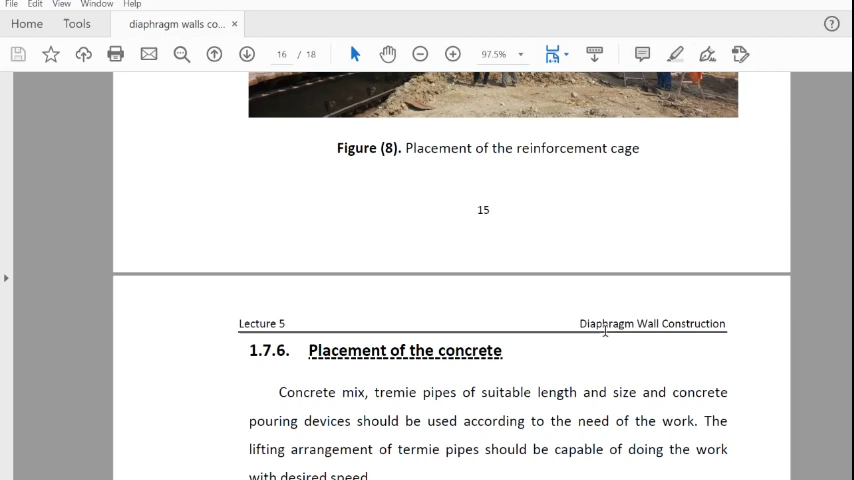 File Edit View Window Help
Home Tools diaphragm walls co... ×
16 / 18 97.5%
Figure (8). Placement of the reinforcement cage
15
Lecture 5 Diaphragm Wall Construction
1.7.6. Placement of the concrete
Concrete mix, tremie pipes of suitable length and size and concrete
pouring devices should be used according to the need of the work. The
lifting arrangement of termie pipes should be capable of doing the work
with desired speed.